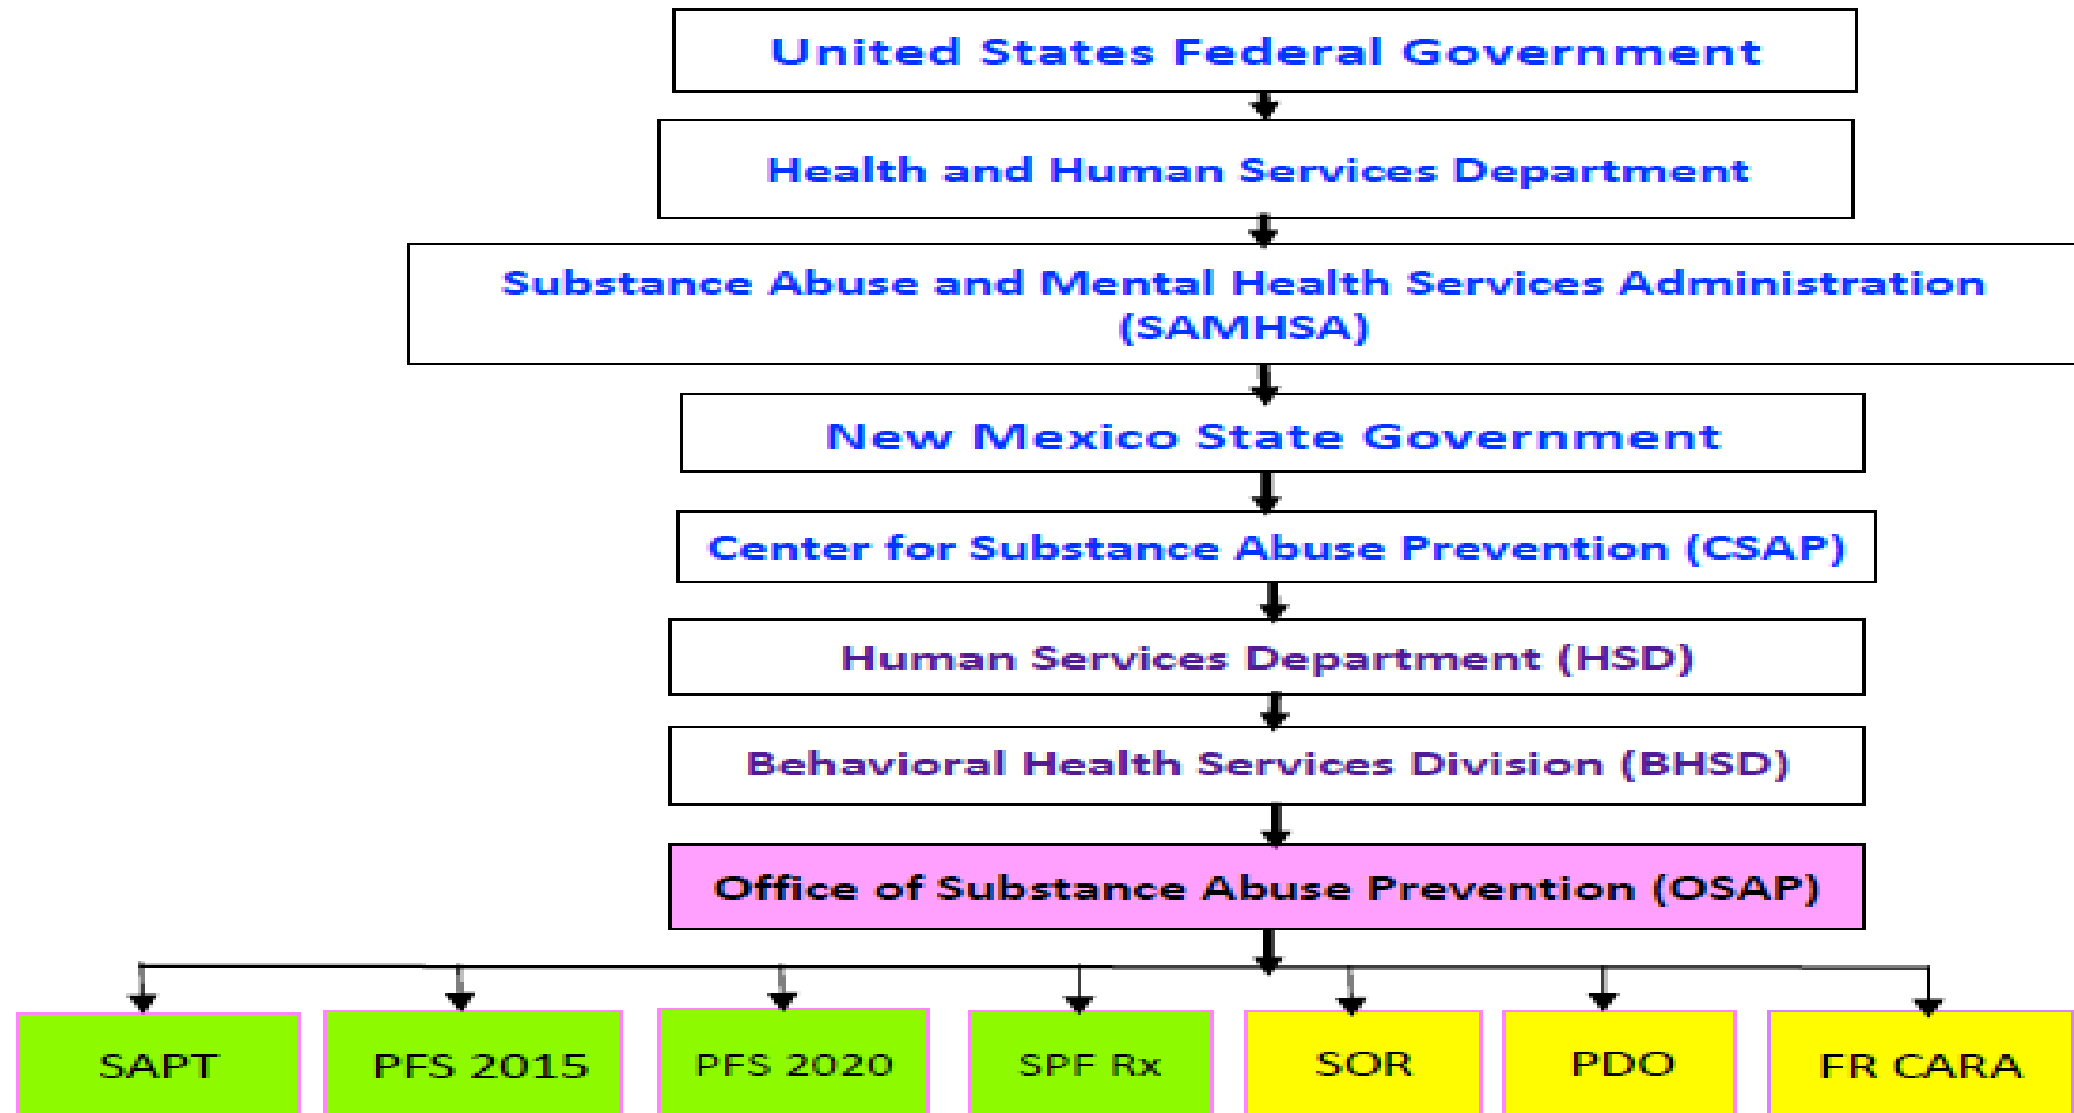 United States Federal Government
Health and Human Services Department
Substance Abuse and Mental Health Services Administration
(SAMHSA)
New Mexico State Government
Center for Substance Abuse Prevention (CSAP)
Human Services Department (HSD)
Behavioral Health Services Division (BHSD)
Office of Substance Abuse Prevention (OSAP)
SAPT
PFS 2015
PFS 2020
SPF Rx
SOR
PDO
FR CARA